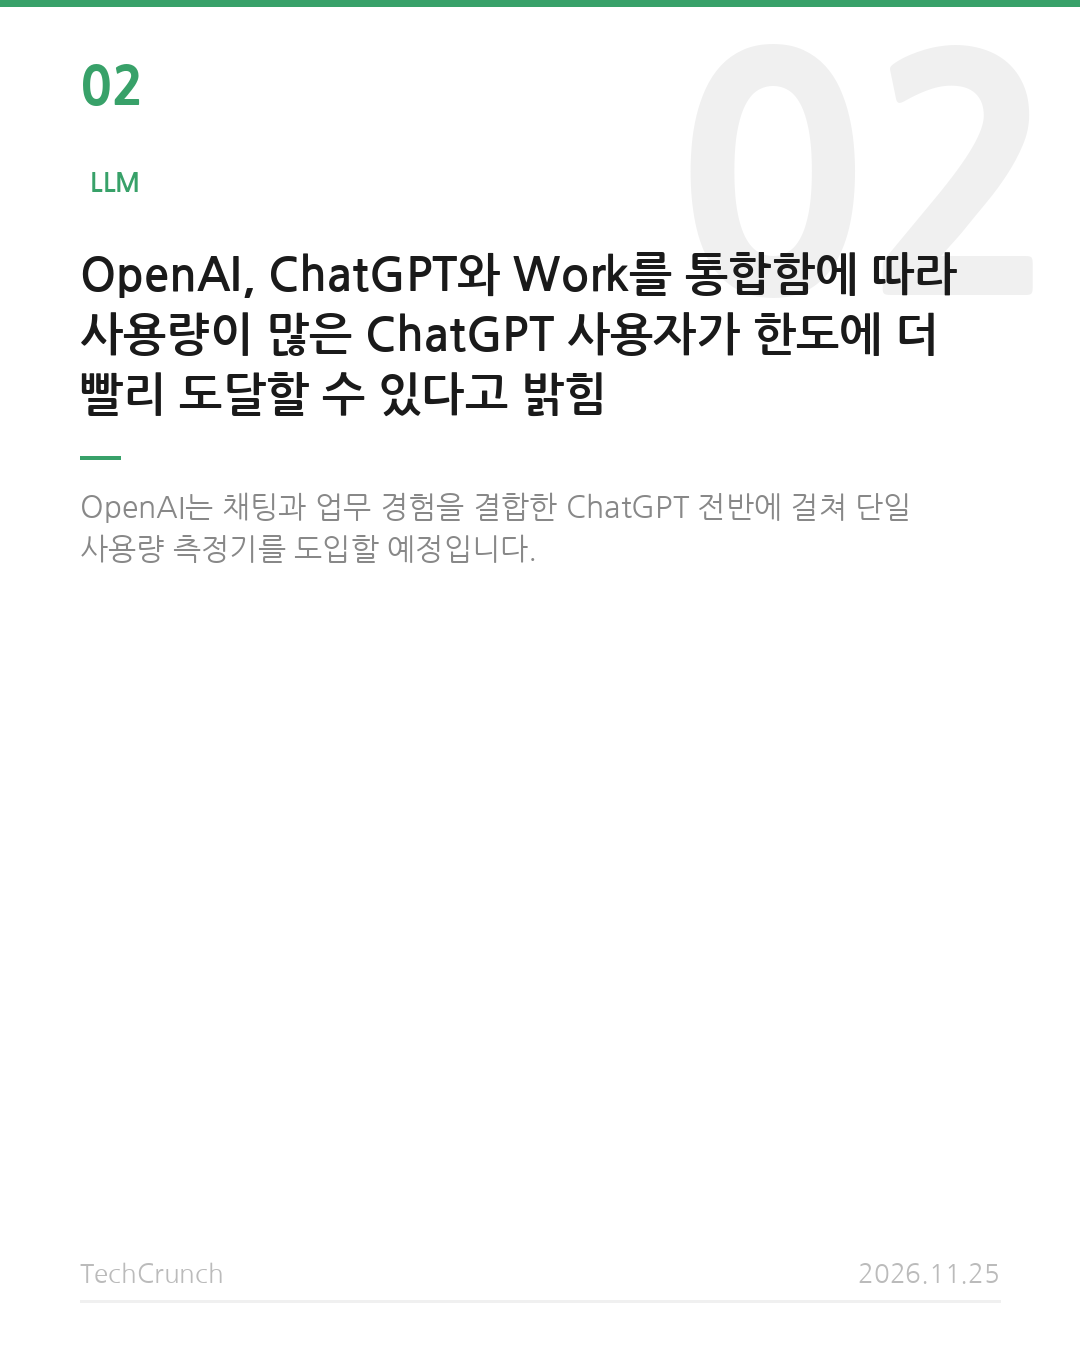 02
02
LLM
OpenAI, ChatGPT와 Work를 통합함에 따라
사용량이 많은 ChatGPT 사용자가 한도에 더
빨리 도달할 수 있다고 밝힘
OpenAI는 채팅과 업무 경험을 결합한 ChatGPT 전반에 걸쳐 단일
사용량 측정기를 도입할 예정입니다.
TechCrunch
2026.11.25